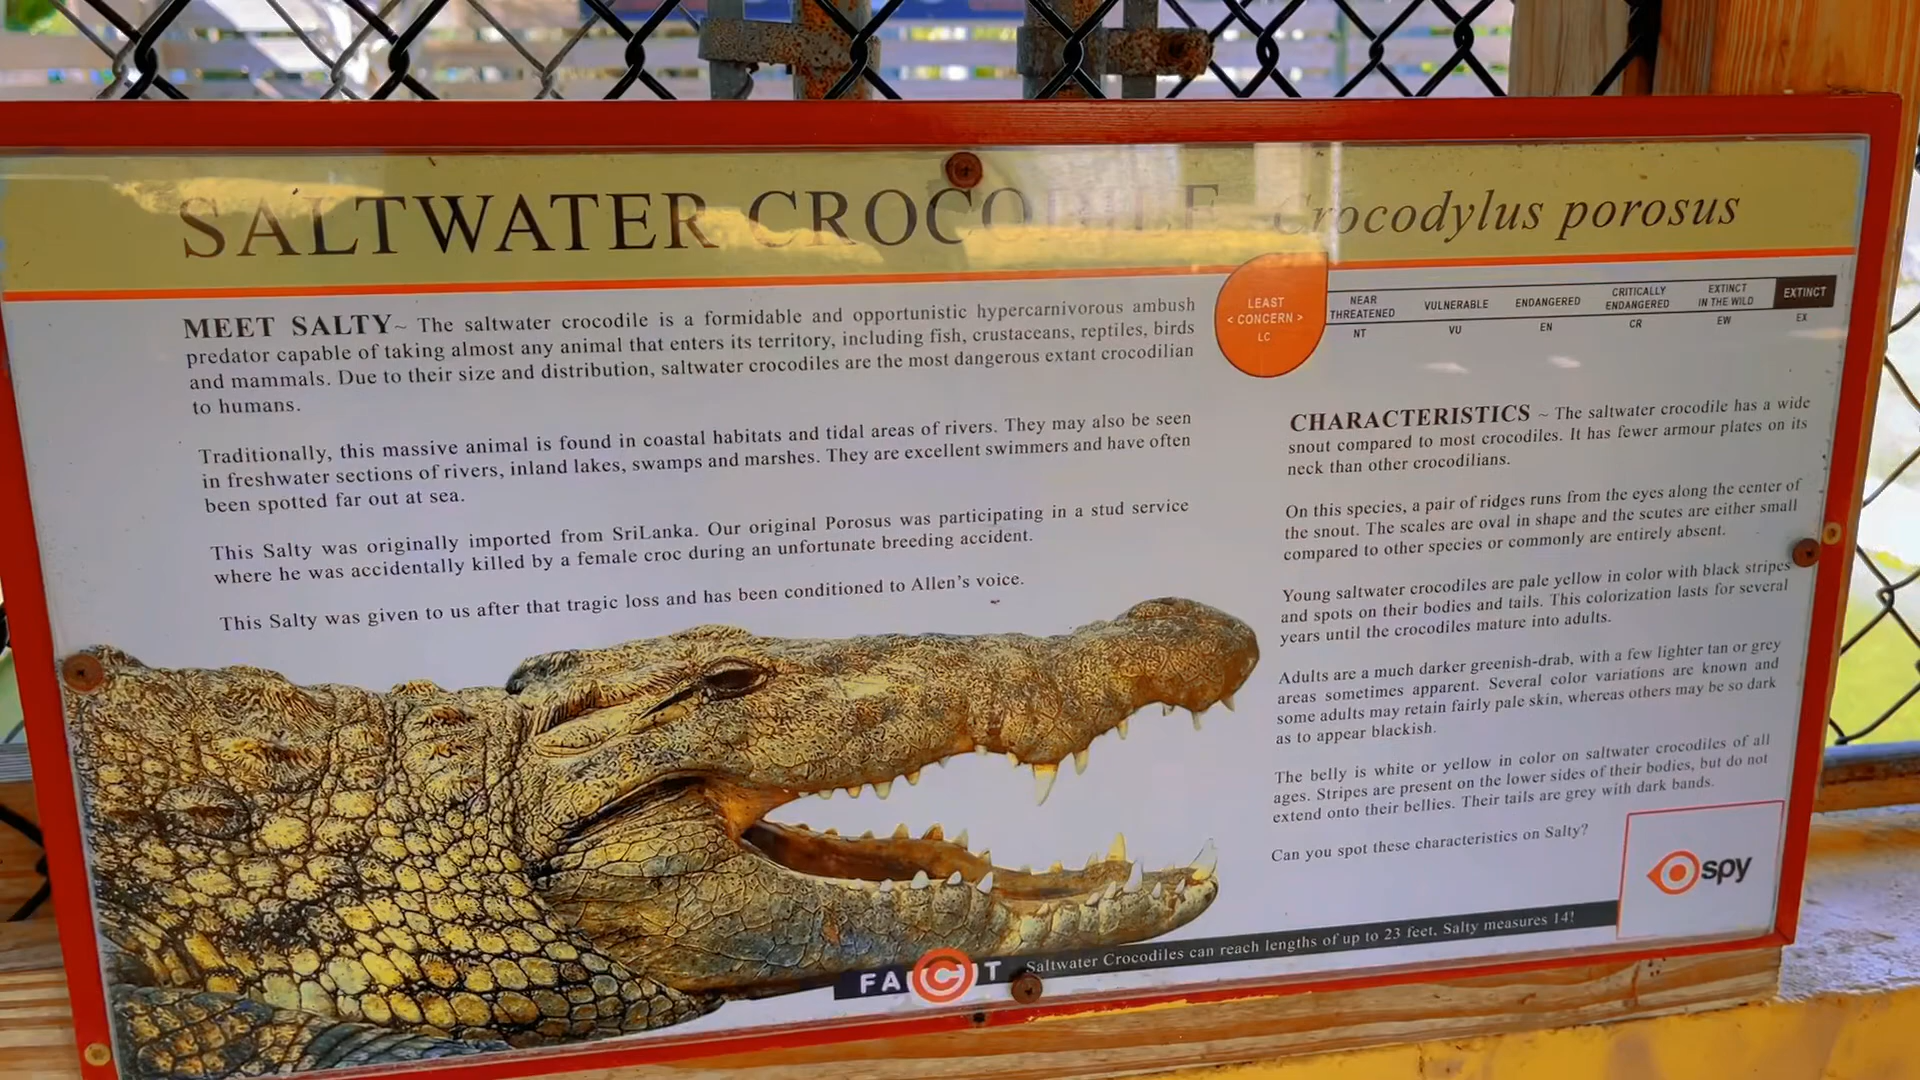 SALTWATER CROCODILE Crocodylus porosus
MEET SALTY~ The saltwater crocodile is a formidable and opportunistic hypercarnivorous ambush
predator capable of taking almost any animal that enters its territory, including fish, crustaceans, reptiles, birds
and mammals. Due to their size and distribution, saltwater crocodiles are the most dangerous extant crocodilian
to humans.
Traditionally, this massive animal is found in coastal habitats and tidal areas of rivers. They may also be seen
in freshwater sections of rivers, inland lakes, swamps and marshes. They are excellent swimmers and have often
been spotted far out at sea.
This Salty was originally imported from SriLanka. Our original Porosus was participating in a stud service
where he was accidentally killed by a female croc during an unfortunate breeding accident.
This Salty was given to us after that tragic loss and has been conditioned to Allen's voice.
LEAST
< CONCERN >
LC
NEAR
THREATENED
NT
VULNERABLE
VU
ENDANGERED
EN
CRITICALLY
ENDANGERED
CR
EXTINCT
IN THE WILD
EW
EXTINCT
EX
CHARACTERISTICS ~ The saltwater crocodile has a wide
snout compared to most crocodiles. It has fewer armour plates on its
neck than other crocodilians.
On this species, a pair of ridges runs from the eyes along the center of
the snout. The scales are oval in shape and the scutes are either small
compared to other species or commonly are entirely absent.
Young saltwater crocodiles are pale yellow in color with black stripes
and spots on their bodies and tails. This colorization lasts for several
years until the crocodiles mature into adults.
Adults are a much darker greenish-drab, with a few lighter tan or grey
areas sometimes apparent. Several color variations are known and
some adults may retain fairly pale skin, whereas others may be so dark
as to appear blackish.
The belly is white or yellow in color on saltwater crocodiles of all
ages. Stripes are present on the lower sides of their bodies, but do not
extend onto their bellies. Their tails are grey with dark bands.
Can you spot these characteristics on Salty?
spy
FACT Saltwater Crocodiles can reach lengths of up to 23 feet. Salty measures 14!